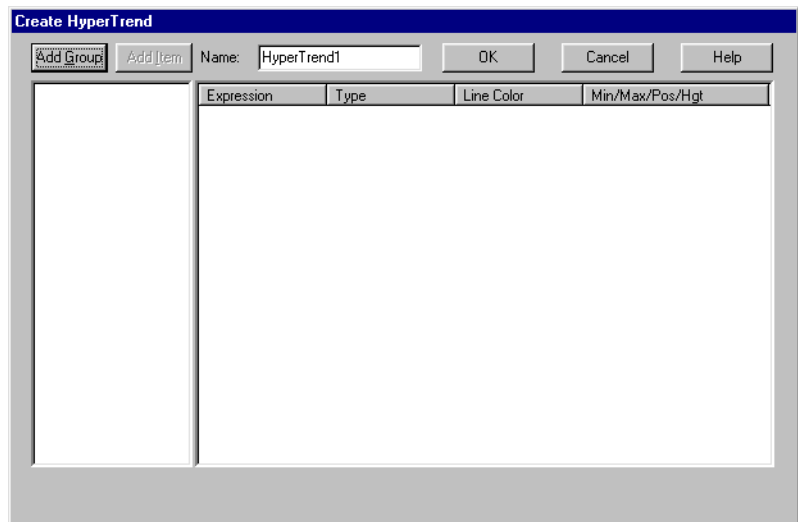 Create HyperTrend
Add Group Add Item Name: HyperTrend1 OK Cancel Help
Expression Type Line Color Min/Max/Pos/Hgt